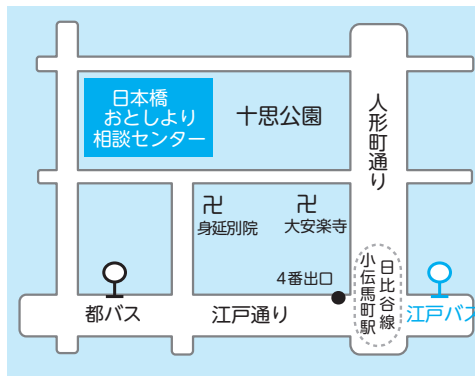 日本橋
おとしより
相談センター
十思公園
人形町通り
卍
身延別院
卍
大安楽寺
4番出口
日比谷線
小伝馬町駅
都バス
江戸通り
江戸バス